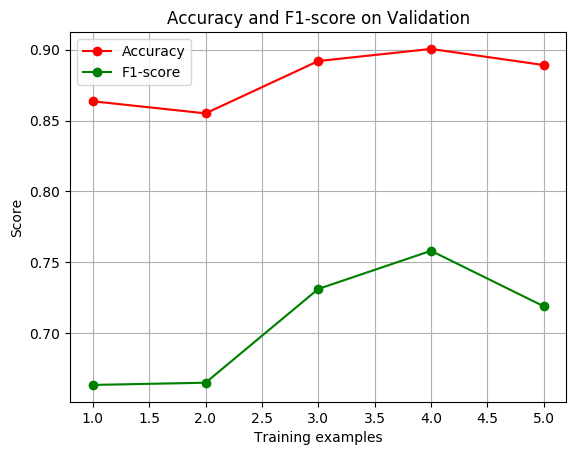 Accuracy and F1-score on Validation
Accuracy
F1-score
0.90
0.85
0.80
0.75
0.70
Score
1.0 1.5 2.0 2.5 3.0 3.5 4.0 4.5 5.0
Training examples